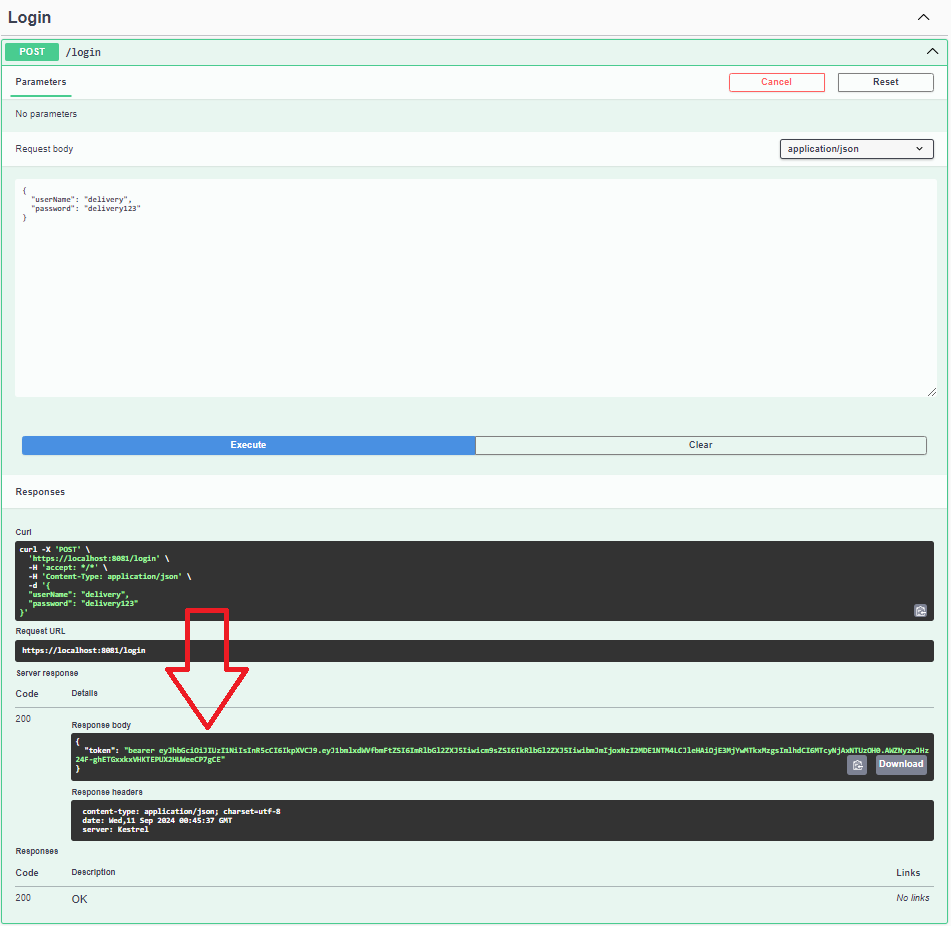 Login
POST /login
Parameters
Cancel
Reset
No parameters
Request body
application/json
{
"userName": "delivery",
"password": "delivery123"
}
Execute
Clear
Responses
Curl
curl -X 'POST' \
'https://localhost:8081/login' \
-H 'accept: */*' \
-H 'Content-Type: application/json' \
-d '{
"userName": "delivery",
"password": "delivery123"
}'
Request URL
https://localhost:8081/login
Server response
Code Details
200
Response body
{
"token": "bearer
}
Download
Response headers
content-type: application/json; charset=utf-8
date: Wed,11 Sep 2024 00:45:37 GMT
server: Kestrel
Responses
Code Description Links
200 OK No links